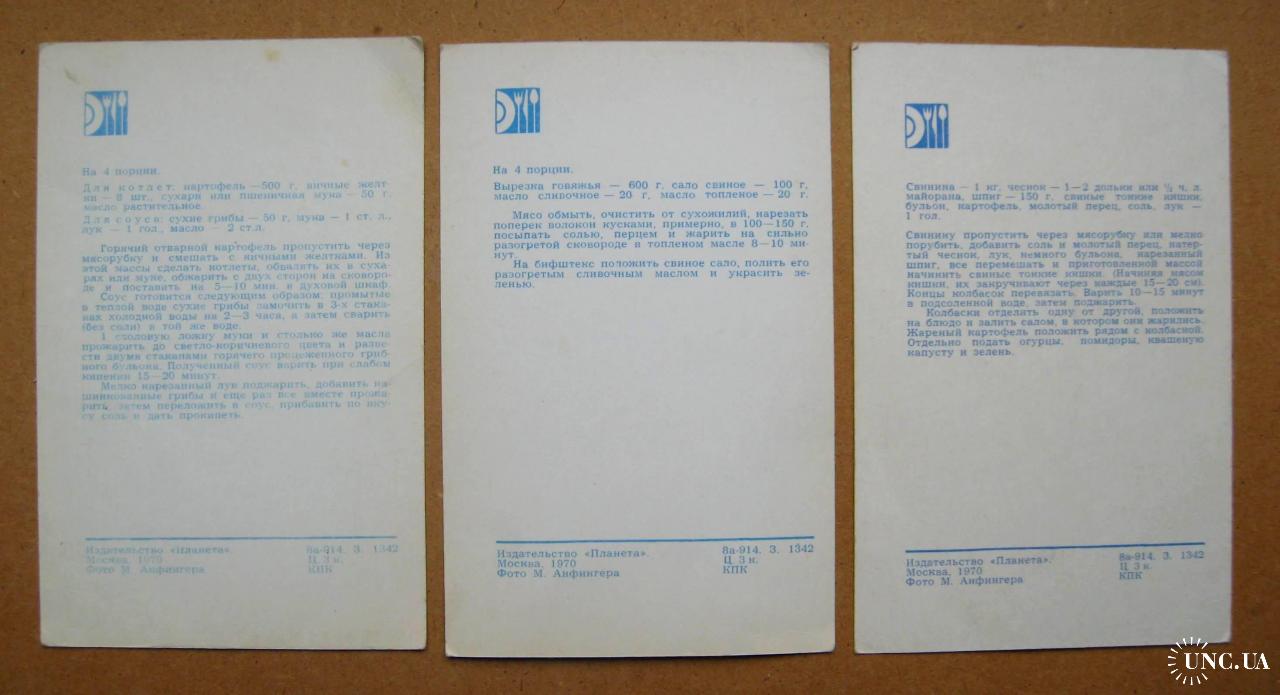 На 4 порции.
Для котлет: картофель — 500 г, яичные желт-
ки — 8 шт., сухари или пшеничная мука — 50 г,
масло растительное.
Для соуса: сухие грибы — 50 г, мука — 1 ст. л.,
лук — 1 гол., масло — 2 ст.л.
Горячий отварной картофель пропустить через
мясорубку и смешать с яичными желтками. Из
этой массы сделать котлеты, обвалять их в суха-
рях или муке, обжарить с двух сторон на сковоро-
де и поставить на 5—10 мин. в духовой шкаф.
Соус готовится следующим образом: промытые
в теплой воде сухие грибы замочить в 3-х стака-
нах холодной воды на 2—3 часа, а затем сварить
(без соли) в той же воде.
1 столовую ложку муки и столько же масла
прожарить до светло-коричневого цвета и разве-
сти двумя стаканами горячего процеженного гриб-
ного бульона. Полученный соус варить при слабом
кипении 15—20 минут.
Мелко нарезанный лук поджарить, добавить на-
шинкованные грибы и еще раз все вместе прожа-
рить, затем переложить в соус, прибавить по вку-
су соль и дать прокипеть.
Издательство «Планета».
Москва, 1970
Фото М. Анфингера
8а-914. З. 1342
Ц. 3 к.
КПК
На 4 порции.
Вырезка говяжья — 600 г, сало свиное — 100 г,
масло сливочное — 20 г, масло топленое — 20 г.
Мясо обмыть, очистить от сухожилий, нарезать
поперек волокон кусками, примерно, в 100—150 г,
посыпать солью, перцем и жарить на сильно
разогретой сковороде в топленом масле 8—10 ми-
нут.
На бифштекс положить свиное сало, полить его
разогретым сливочным маслом и украсить зе-
ленью.
Издательство «Планета».
Москва, 1970
Фото М. Анфингера
8а-914. З. 1342
Ц. 3 к.
КПК
Свинина — 1 кг, чеснок — 1—2 дольки или ½ ч. л.
майорана, шпиг — 150 г, свиные тонкие кишки,
бульон, картофель, молотый перец, соль, лук —
1 гол.
Свинину пропустить через мясорубку или мелко
порубить, добавить соль и молотый перец, натер-
тый чеснок, лук, немного бульона, нарезанный
шпиг, все перемешать и приготовленной массой
начинить свиные тонкие кишки. (Начиняя мясом
кишки, их закручивают через каждые 15—20 см).
Концы колбасок перевязать. Варить 10—15 минут
в подсоленной воде, затем поджарить.
Колбаски отделить одну от другой, положить
на блюдо и залить салом, в котором они жарились.
Жареный картофель положить рядом с колбасной.
Отдельно подать огурцы, помидоры, квашеную
капусту и зелень.
Издательство «Планета».
Москва, 1970
Фото М. Анфингера
8а-914. З. 1342
Ц. 3 к.
КПК
UNC.UA